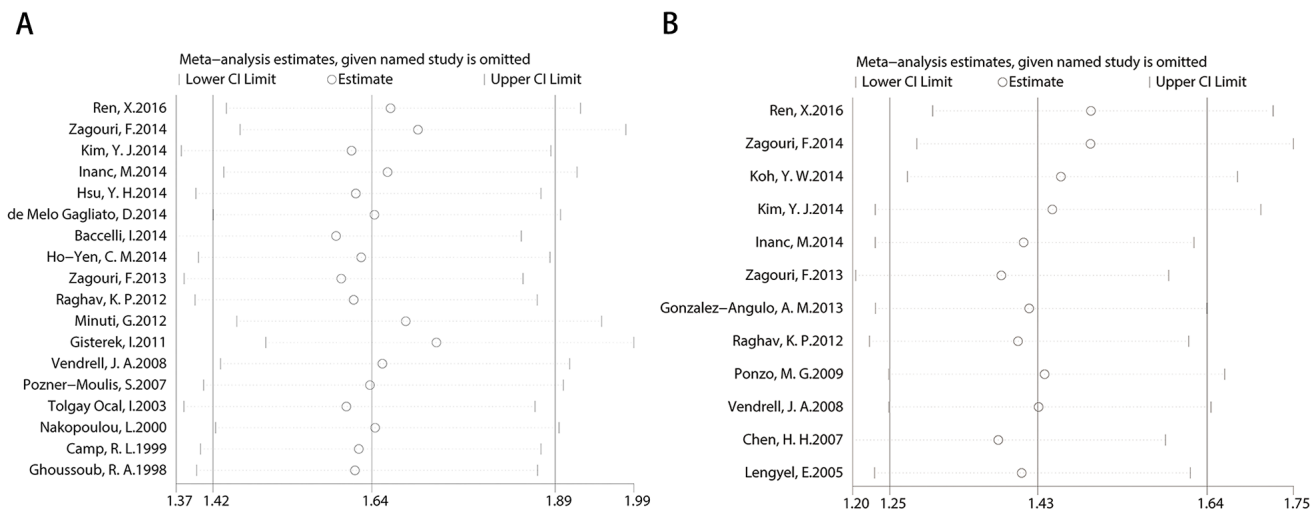 A
Meta−analysis estimates, given named study is omitted
Lower CI Limit Estimate Upper CI Limit
Ren, X.2016
Zagouri, F.2014
Kim, Y. J.2014
Inanc, M.2014
Hsu, Y. H.2014
de Melo Gagliato, D.2014
Baccelli, I.2014
Ho−Yen, C. M.2014
Zagouri, F.2013
Raghav, K. P.2012
Minuti, G.2012
Gisterek, I.2011
Vendrell, J. A.2008
Pozner−Moulis, S.2007
Tolgay Ocal, I.2003
Nakopoulou, L.2000
Camp, R. L.1999
Ghoussoub, R. A.1998
1.37 1.42 1.64 1.89 1.99
B
Meta−analysis estimates, given named study is omitted
Lower CI Limit Estimate Upper CI Limit
Ren, X.2016
Zagouri, F.2014
Koh, Y. W.2014
Kim, Y. J.2014
Inanc, M.2014
Zagouri, F.2013
Gonzalez−Angulo, A. M.2013
Raghav, K. P.2012
Ponzo, M. G.2009
Vendrell, J. A.2008
Chen, H. H.2007
Lengyel, E.2005
1.20 1.25 1.43 1.64 1.75